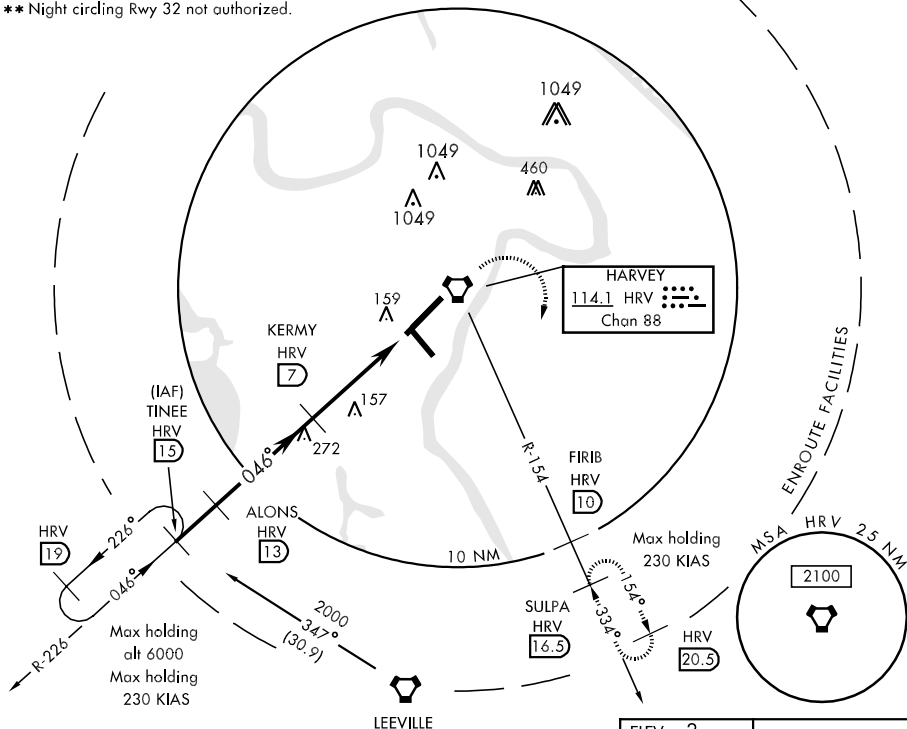 ** Night circling Rwy 32 not authorized.
1049
1049
460
1049
HARVEY
114.1 HRV
Chan 88
159
KERMY
HRV
7
(IAF)
TINEE
HRV
15
157
272
046°
ENROUTE FACILITIES
R-154
FIRIB
HRV
10
ALONS
HRV
13
HRV
19
226°
046°
R-226
10 NM
Max holding
230 KIAS
MSA HRV 25 NM
2100
154°
334°
SULPA
HRV
16.5
HRV
20.5
2000
347°
(30.9)
Max holding
alt 6000
Max holding
230 KIAS
LEEVILLE
ELEV 3